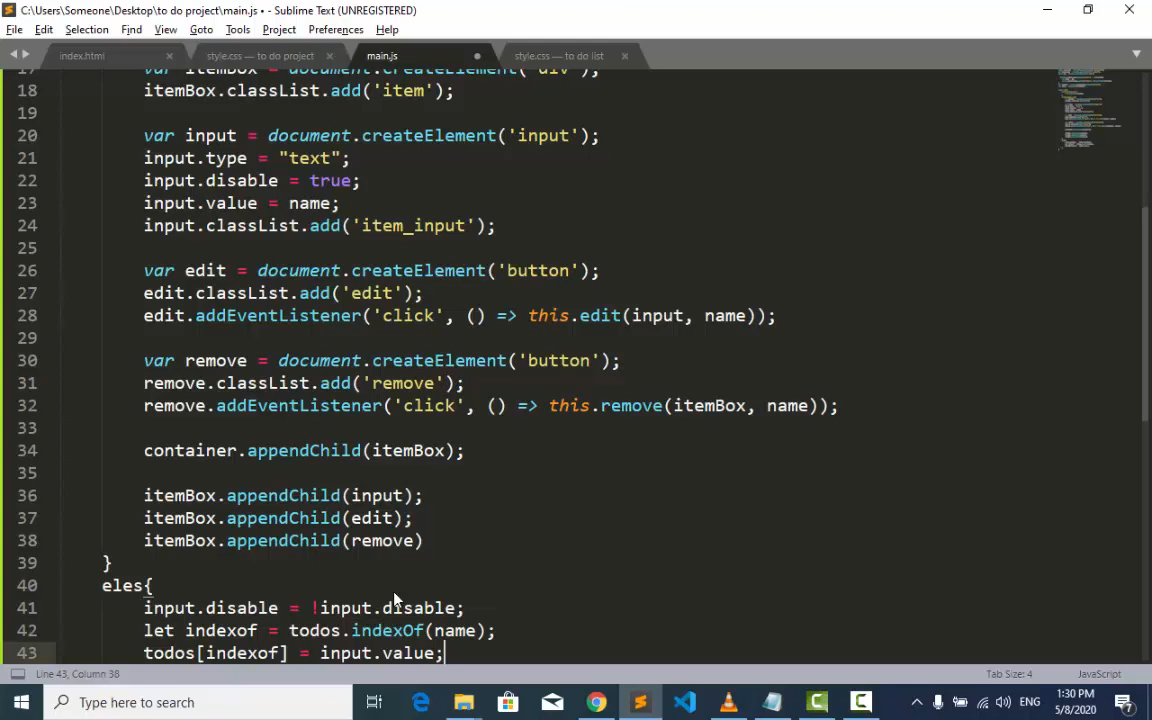 C:\Users\Someone\Desktop\to do project\main.js • - Sublime Text (UNREGISTERED)
File Edit Selection Find View Goto Tools Project Preferences Help
index.html style.css — to do project main.js style.css — to do list
17 var itemBox = document.createElement('div');
18 itemBox.classList.add('item');
19
20 var input = document.createElement('input');
21 input.type = "text";
22 input.disable = true;
23 input.value = name;
24 input.classList.add('item_input');
25
26 var edit = document.createElement('button');
27 edit.classList.add('edit');
28 edit.addEventListener('click', () => this.edit(input, name));
29
30 var remove = document.createElement('button');
31 remove.classList.add('remove');
32 remove.addEventListener('click', () => this.remove(itemBox, name));
33
34 container.appendChild(itemBox);
35
36 itemBox.appendChild(input);
37 itemBox.appendChild(edit);
38 itemBox.appendChild(remove)
39 }
40 eles{
41 input.disable = !input.disable;
42 let indexof = todos.indexOf(name);
43 todos[indexof] = input.value;
Line 43, Column 38 Tab Size: 4 JavaScript
Type here to search ENG 1:30 PM
5/8/2020 7